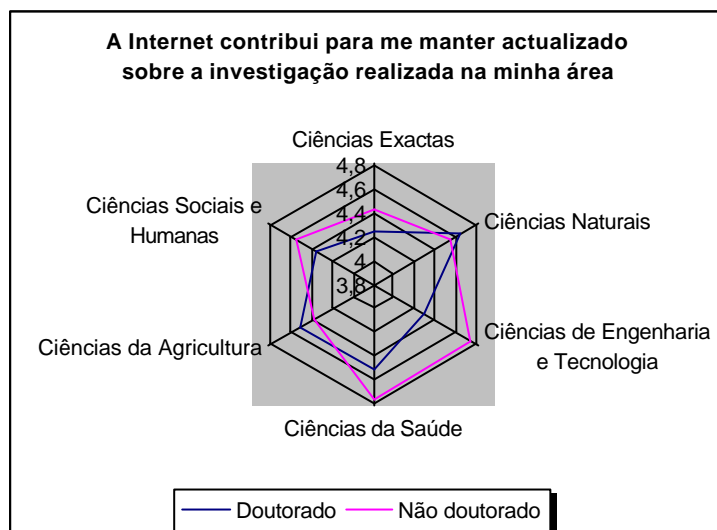 A Internet contribui para me manter actualizado
sobre a investigação realizada na minha área
Ciências Exactas
4,8
4,6
4,4
4,2
4
3,8
Ciências Naturais
Ciências de Engenharia
e Tecnologia
Ciências da Saúde
Ciências da Agricultura
Ciências Sociais e
Humanas
Doutorado
Não doutorado